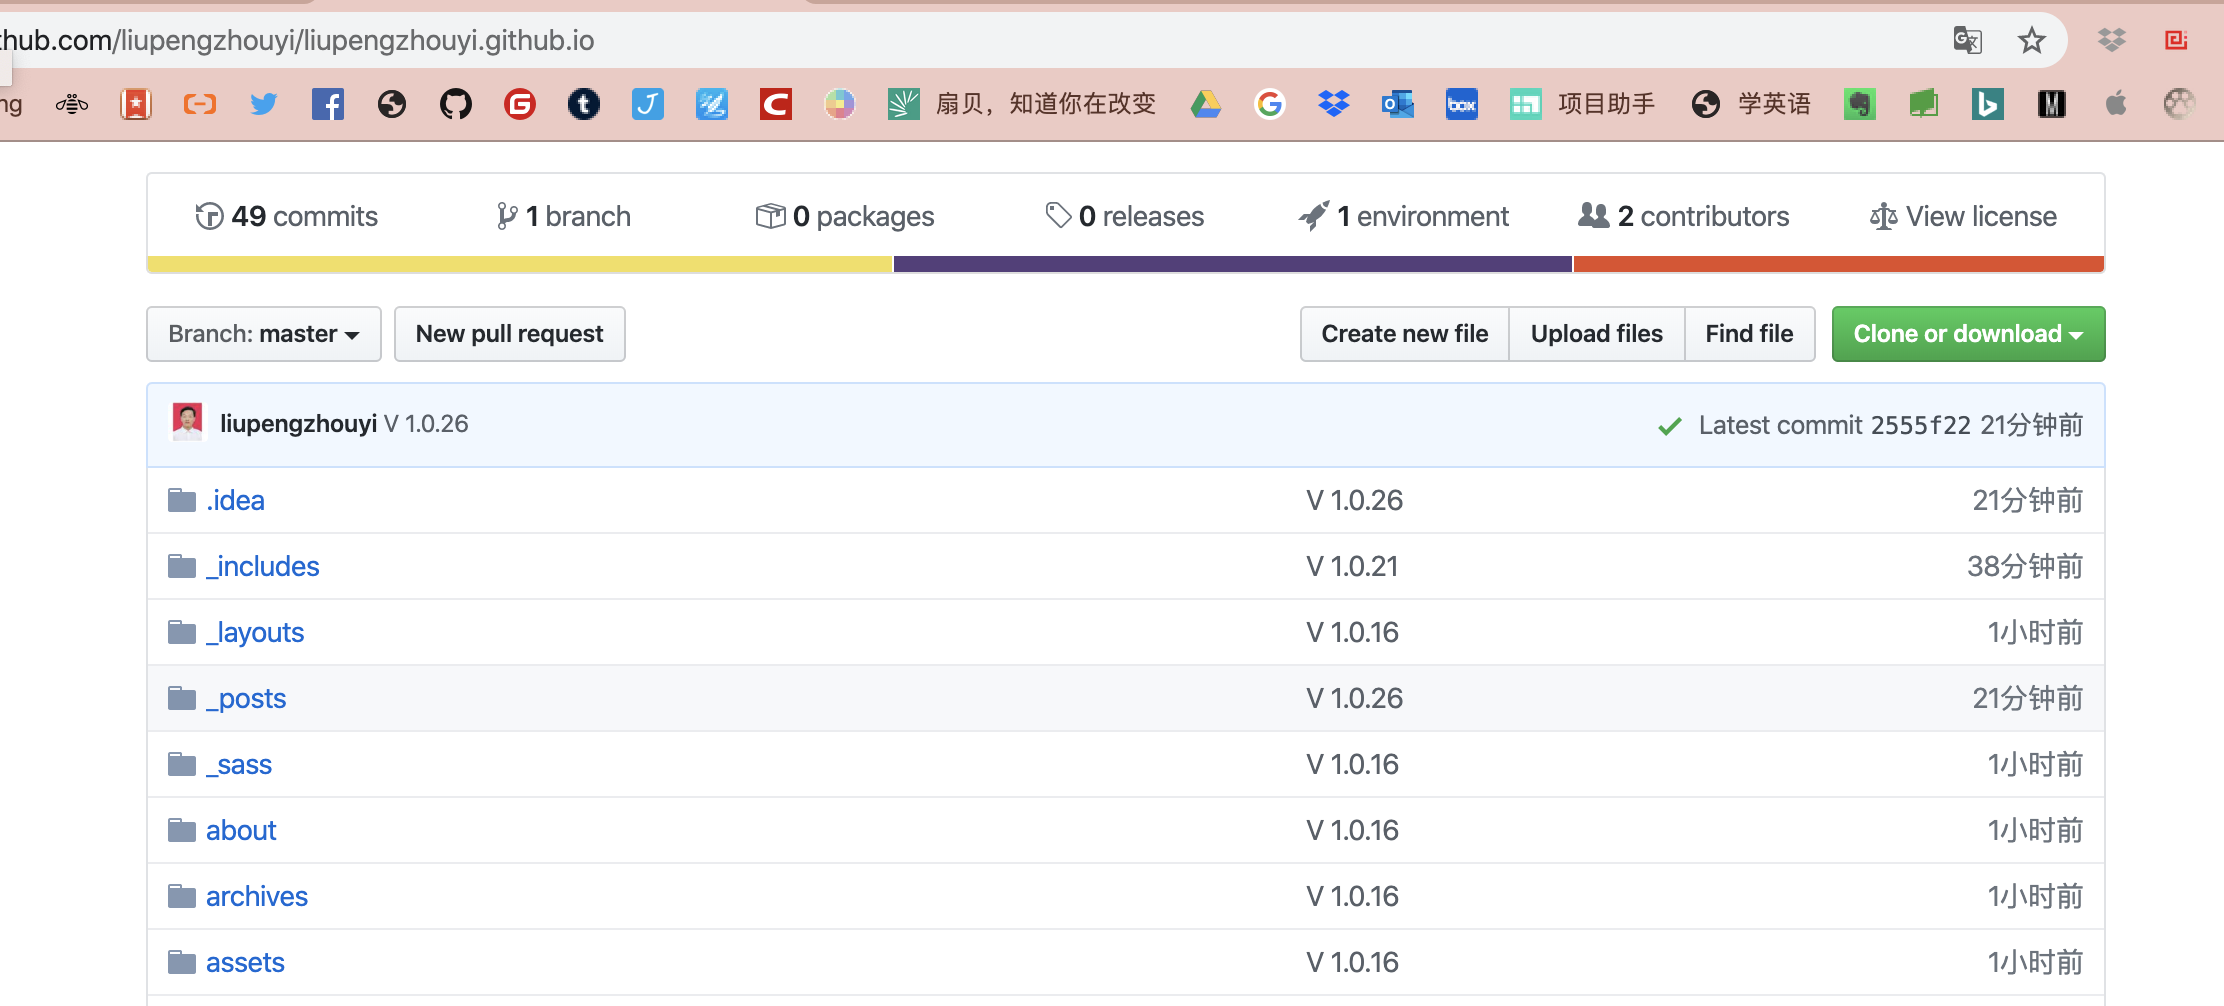 thub.com/liupengzhouyi/liupengzhouyi.github.io
ng 扇贝，知道你在改变 box 项目助手 学英语
49 commits 1 branch 0 packages 0 releases 1 environment 2 contributors View license
Branch: master New pull request Create new file Upload files Find file Clone or download
liupengzhouyi V 1.0.26 Latest commit 2555f22 21分钟前
.idea V 1.0.26 21分钟前
_includes V 1.0.21 38分钟前
_layouts V 1.0.16 1小时前
_posts V 1.0.26 21分钟前
_sass V 1.0.16 1小时前
about V 1.0.16 1小时前
archives V 1.0.16 1小时前
assets V 1.0.16 1小时前